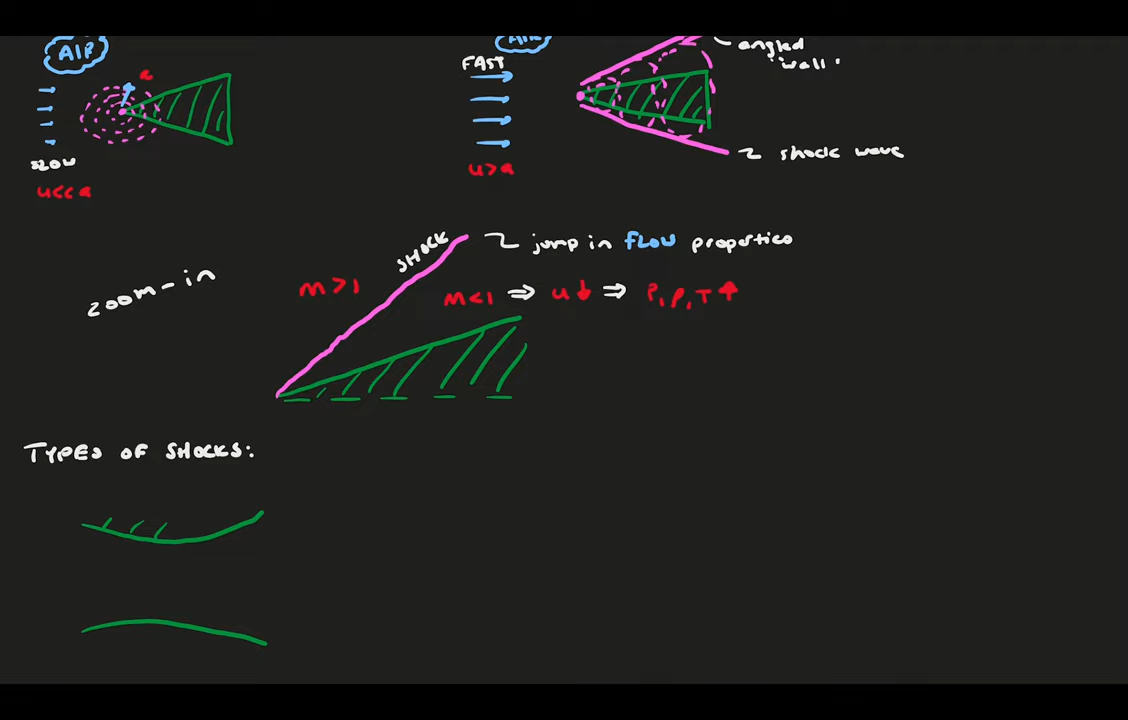 AIR
a
SLOW
u<<a
FAST
u>a
angled
wall.
shock wave
zoom-in
SHOCK
jump in FLOW properties
M>1
M<1 ⇒ u↓ ⇒ P, ρ, T ↑
TYPES OF SHOCKS: